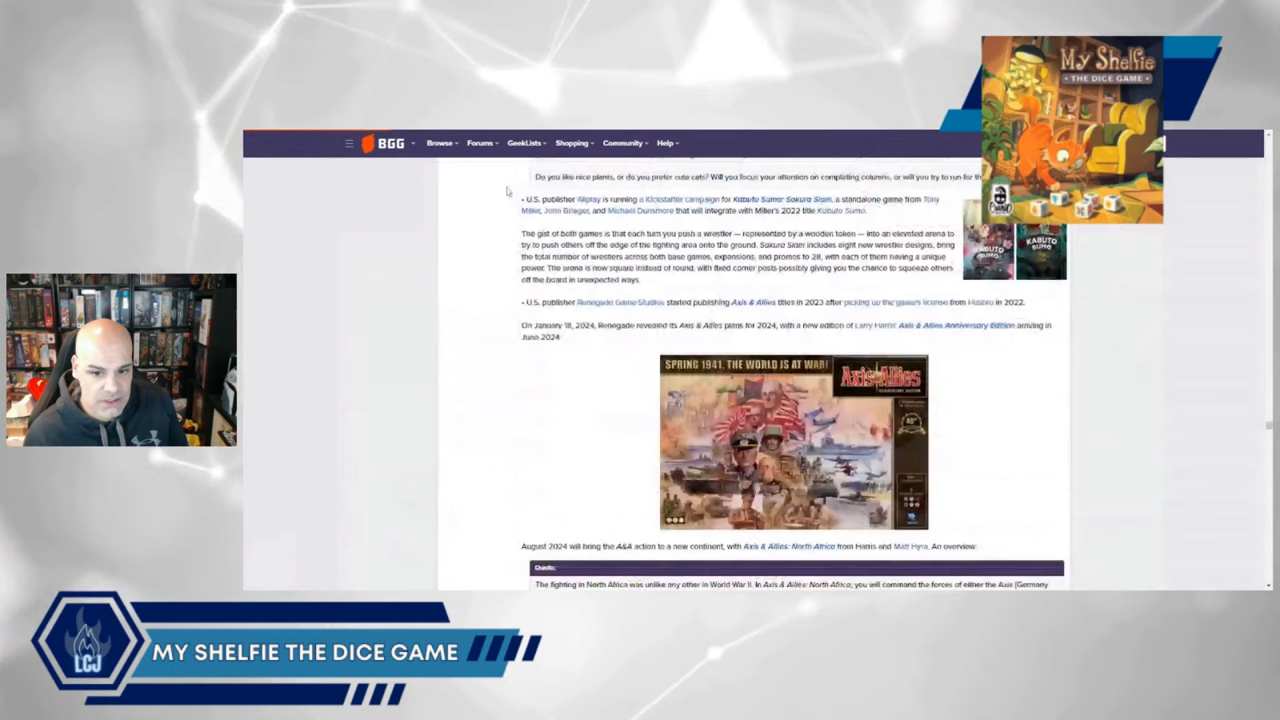 My Shelfie
• THE DICE GAME •
BGG Browse Forums GeekLists Shopping Community Help
Do you like nice plants, or do you prefer cute cats? Will you focus your attention on completing columns, or will you try to run for th
• U.S. publisher Allplay is running a Kickstarter campaign for Kabuto Sumo: Sakura Slam, a standalone game from Tony
Miller, John Brieger, and Michael Dunsmore that will integrate with Miller's 2022 title Kabuto Sumo.
The gist of both games is that each turn you push a wrestler — represented by a wooden token — into an elevated arena to
try to push others off the edge of the fighting area onto the ground. Sakura Slam includes eight new wrestler designs, bring
the total number of wrestlers across both base games, expansions, and promos to 28, with each of them having a unique
power. The arena is now square instead of round, with fixed corner posts possibly giving you the chance to squeeze others
off the board in unexpected ways.
KABUTO SUMO
KABUTO SUMO
• U.S. publisher Renegade Game Studios started publishing Axis & Allies titles in 2023 after picking up the game's license from Hasbro in 2022.
On January 18, 2024, Renegade revealed its Axis & Allies plans for 2024, with a new edition of Larry Harris' Axis & Allies Anniversary Edition arriving in
June 2024
SPRING 1941. THE WORLD IS AT WAR!
Axis & Allies
August 2024 will bring the A&A action to a new continent, with Axis & Allies: North Africa from Harris and Matt Hyra. An overview:
Quote:
The fighting in North Africa was unlike any other in World War II. In Axis & Allies: North Africa, you will command the forces of either the Axis (Germany
LCJ
MY SHELFIE THE DICE GAME